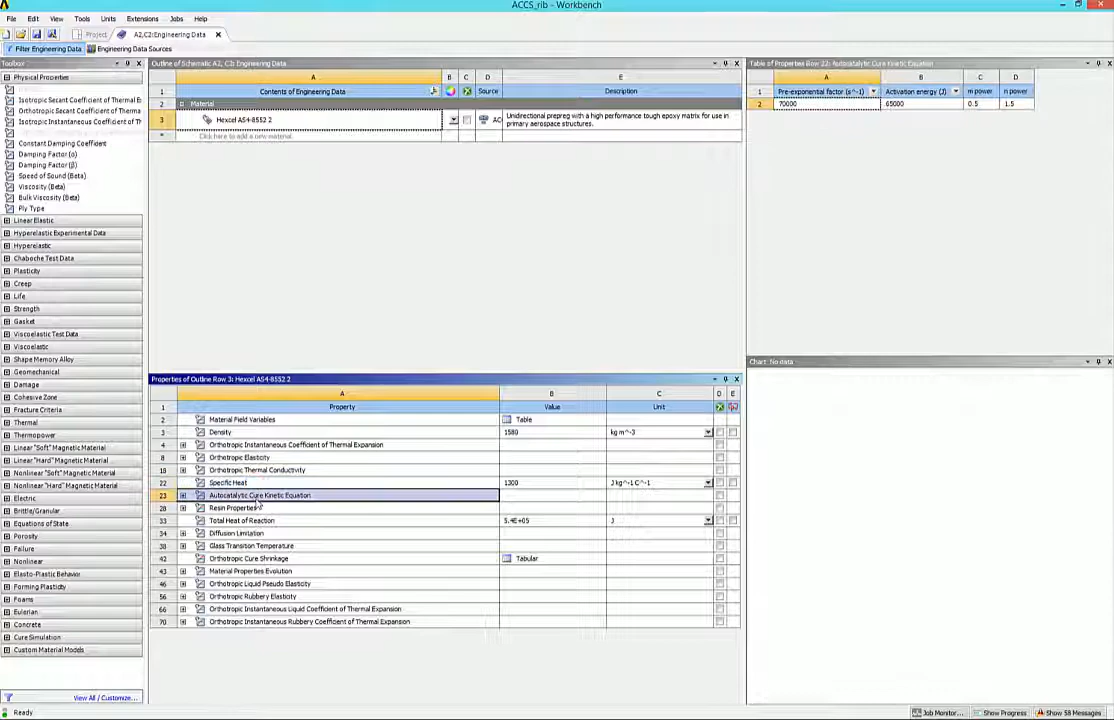 ACCS_rib - Workbench
File Edit View Tools Units Extensions Jobs Help
Project A2,C2:Engineering Data
Filter Engineering Data Engineering Data Sources
Toolbox
Physical Properties
Isotropic Secant Coefficient of Thermal E
Orthotropic Secant Coefficient of Therma
Isotropic Instantaneous Coefficient of Th
Constant Damping Coefficient
Damping Factor (α)
Damping Factor (β)
Speed of Sound (Beta)
Viscosity (Beta)
Bulk Viscosity (Beta)
Ply Type
Linear Elastic
Hyperelastic Experimental Data
Hyperelastic
Chaboche Test Data
Plasticity
Creep
Life
Strength
Gasket
Viscoelastic Test Data
Viscoelastic
Shape Memory Alloy
Geomechanical
Damage
Cohesive Zone
Fracture Criteria
Thermal
Thermopower
Linear "Soft" Magnetic Material
Linear "Hard" Magnetic Material
Nonlinear "Soft" Magnetic Material
Nonlinear "Hard" Magnetic Material
Electric
Brittle/Granular
Equations of State
Porosity
Failure
Nonlinear
Elasto-Plastic Behavior
Forming Plasticity
Foams
Eulerian
Concrete
Cure Simulation
Custom Material Models
View All / Customize...
Ready
Outline of Schematic A2, C2: Engineering Data
A B C D E
1 Contents of Engineering Data Source Description
2 Material
3 Hexcel AS4-8552 2 AC Unidirectional prepreg with a high performance tough epoxy matrix for use in
primary aerospace structures.
* Click here to add a new material
Properties of Outline Row 3: Hexcel AS4-8552 2
A B C D E
1 Property Value Unit
2 Material Field Variables Table
3 Density 1580 kg m^-3
4 Orthotropic Instantaneous Coefficient of Thermal Expansion
8 Orthotropic Elasticity
18 Orthotropic Thermal Conductivity
22 Specific Heat 1300 J kg^-1 C^-1
23 Autocatalytic Cure Kinetic Equation
28 Resin Properties
33 Total Heat of Reaction 5.4E+05 J
34 Diffusion Limitation
38 Glass Transition Temperature
42 Orthotropic Cure Shrinkage Tabular
43 Material Properties Evolution
46 Orthotropic Liquid Pseudo Elasticity
56 Orthotropic Rubbery Elasticity
66 Orthotropic Instantaneous Liquid Coefficient of Thermal Expansion
70 Orthotropic Instantaneous Rubbery Coefficient of Thermal Expansion
Table of Properties Row 22: Autocatalytic Cure Kinetic Equation
A B C D
1 Pre-exponential factor (s^-1) Activation energy (J) m power n power
2 70000 65000 0.5 1.5
Chart: No data
Job Monitor... Show Progress Show 58 Messages